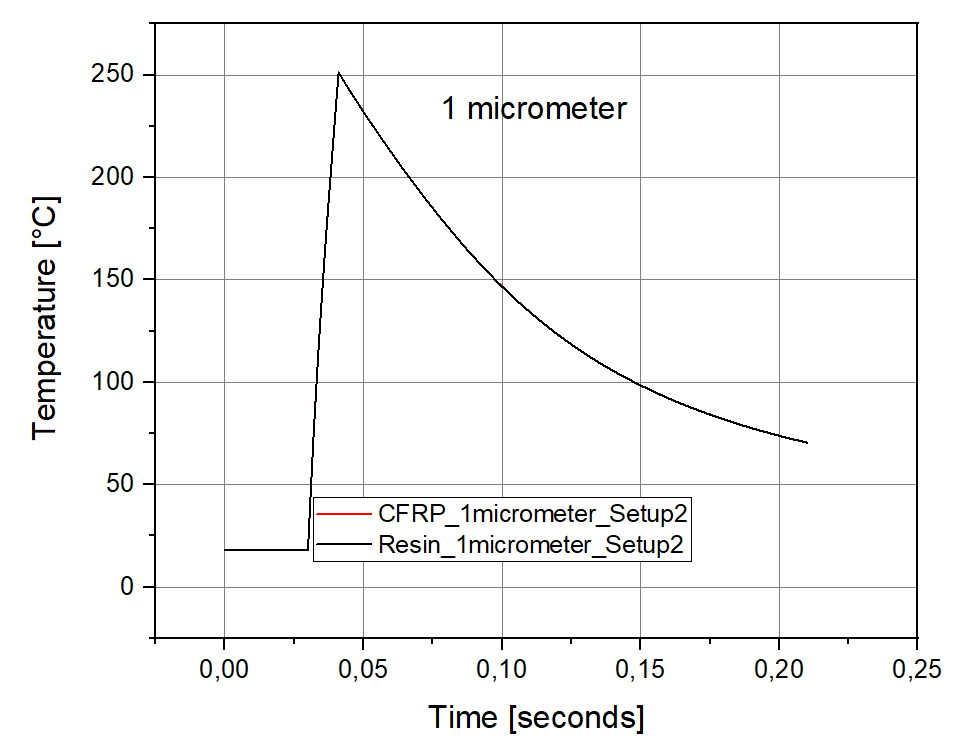 1 micrometer
Temperature [°C]
250
200
150
100
50
0
CFRP_1micrometer_Setup2
Resin_1micrometer_Setup2
0,00 0,05 0,10 0,15 0,20 0,25
Time [seconds]